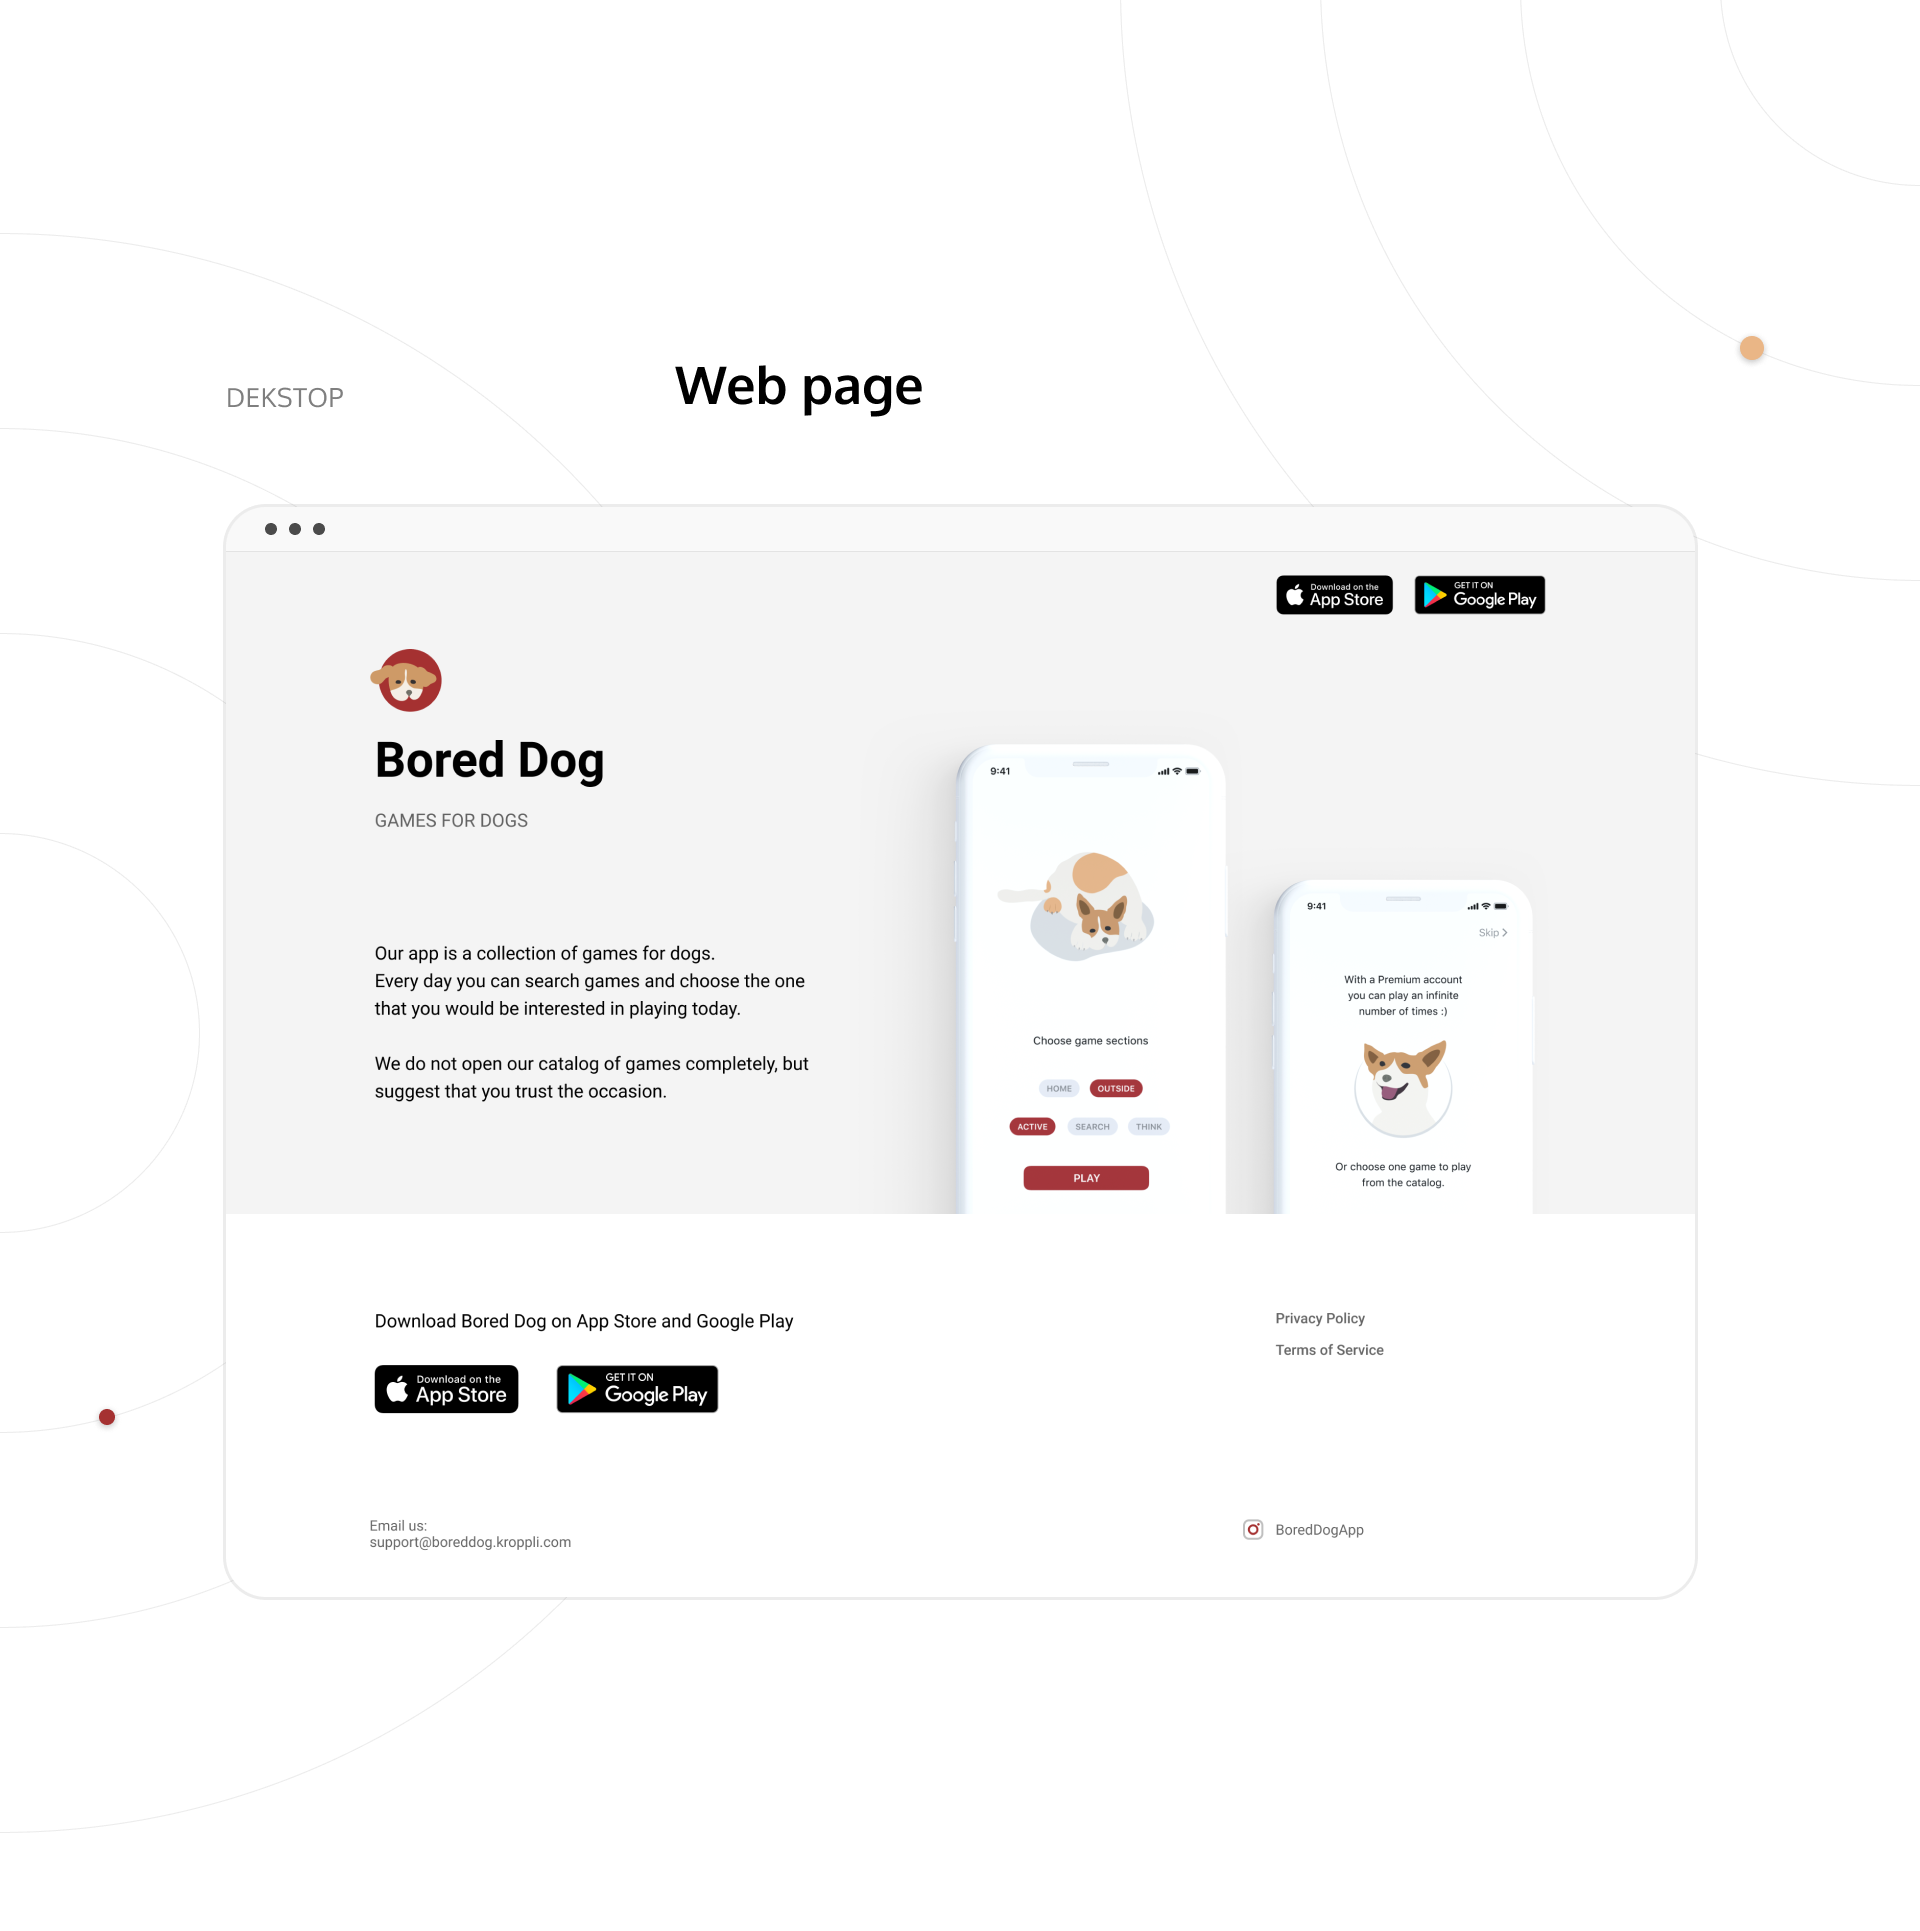 DEKSTOP
Web page
Download on the
App Store
GET IT ON
Google Play
Bored Dog
GAMES FOR DOGS
Our app is a collection of games for dogs.
Every day you can search games and choose the one
that you would be interested in playing today.
We do not open our catalog of games completely, but
suggest that you trust the occasion.
9:41
Choose game sections
HOME
OUTSIDE
ACTIVE
SEARCH
THINK
PLAY
9:41
Skip
With a Premium account
you can play an infinite
number of times :)
Or choose one game to play
from the catalog.
Download Bored Dog on App Store and Google Play
Download on the
App Store
GET IT ON
Google Play
Privacy Policy
Terms of Service
Email us:
support@boreddog.kroppli.com
BoredDogApp